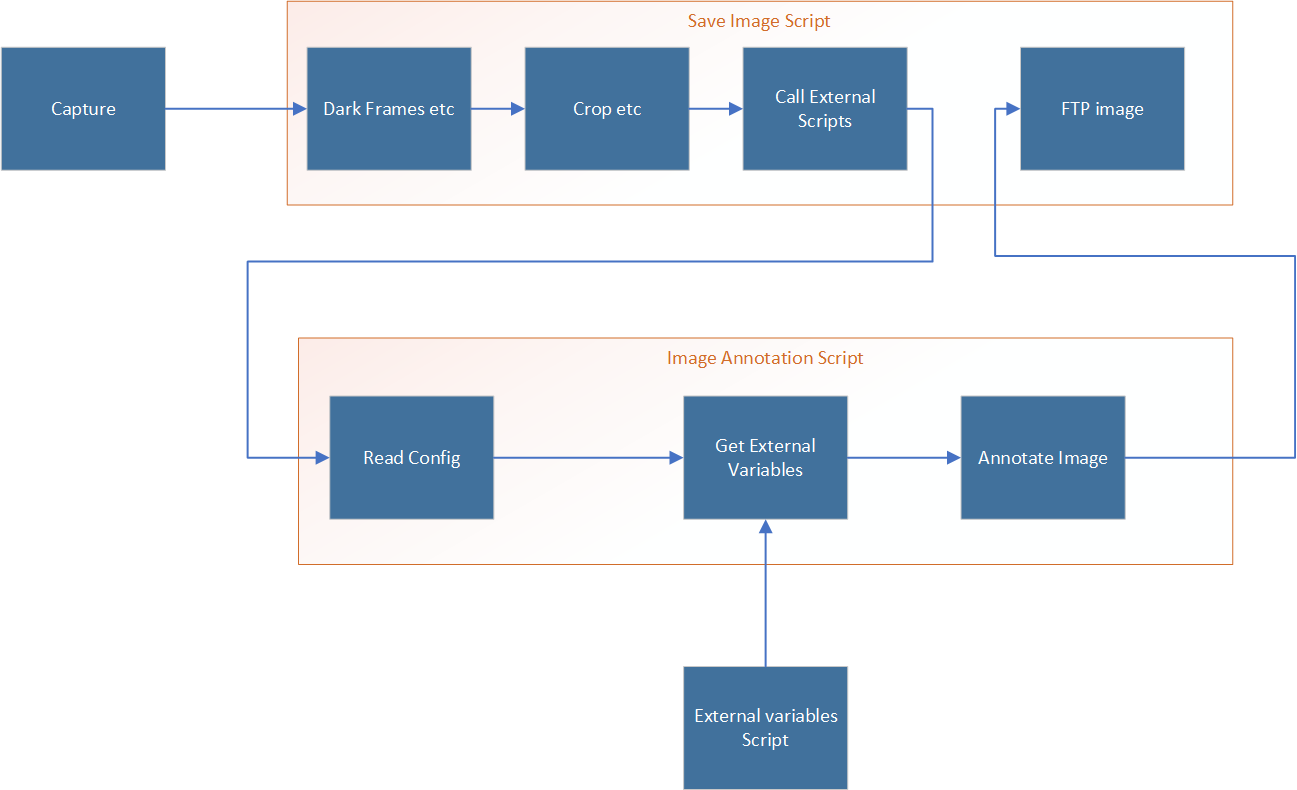 Save Image Script
Capture
Dark Frames etc
Crop etc
Call External
Scripts
FTP image
Image Annotation Script
Read Config
Get External
Variables
Annotate Image
External variables
Script